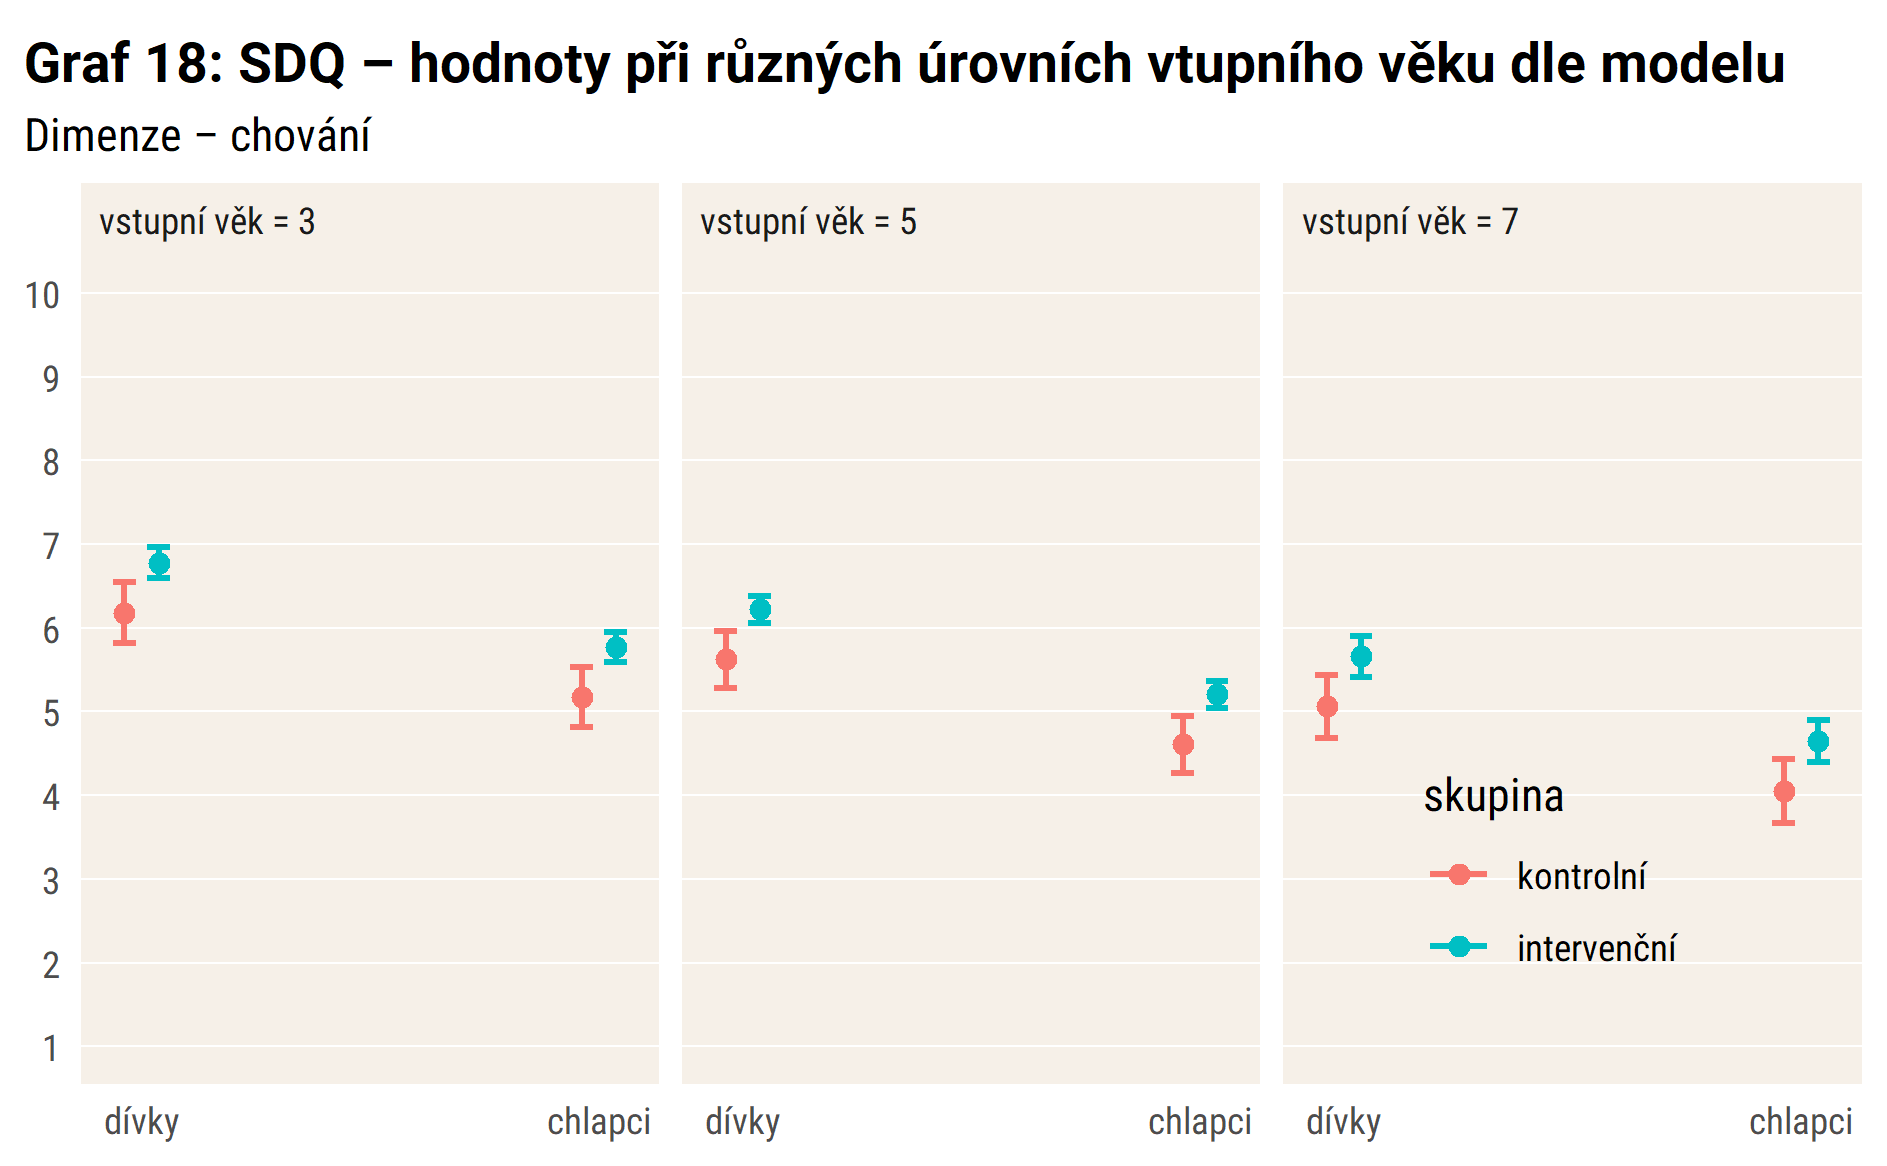 Graf 18: SDQ – hodnoty při různých úrovních vtupního věku dle modelu
Dimenze – chování
vstupní věk = 3
vstupní věk = 5
vstupní věk = 7
10
9
8
7
6
5
4
3
2
1
skupina
kontrolní
intervenční
dívky
chlapci
dívky
chlapci
dívky
chlapci